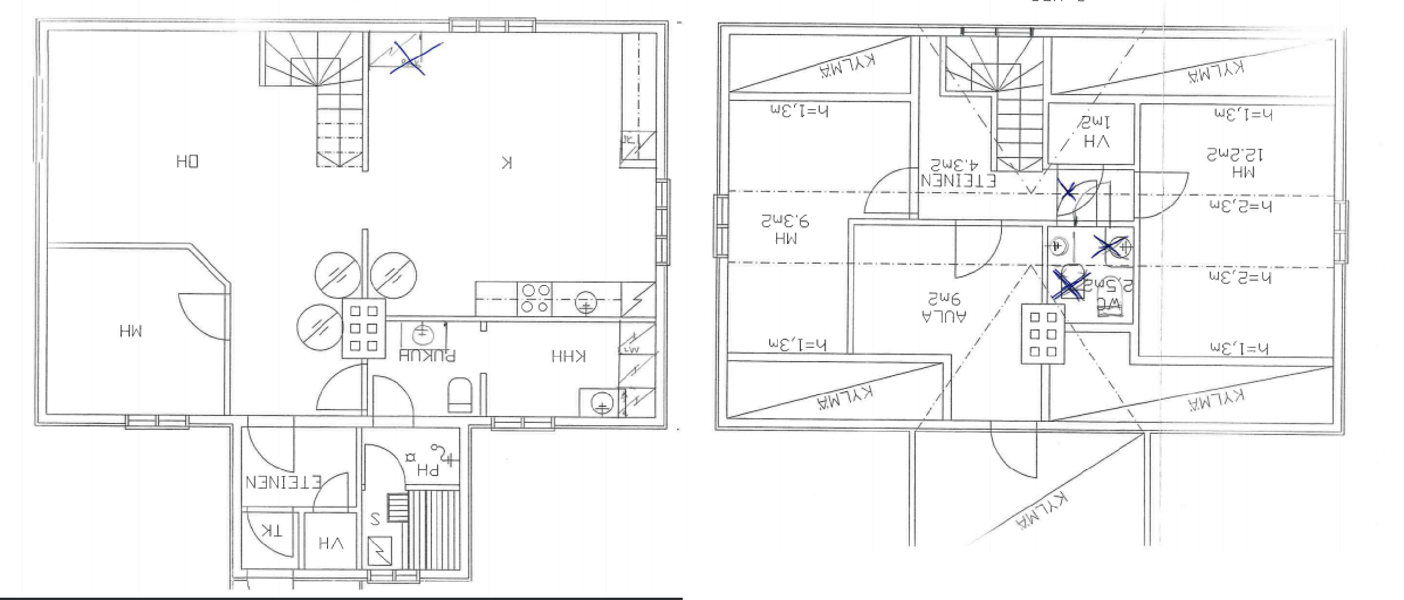 OH
K
MH
PUKUH
KHH
ETEINEN
PH
TK
VH
S
KYLMÄ
KYLMÄ
h=1,3m
h=1,3m
VH
1m2
ETEINEN
4.3m2
MH
12.2m2
h=2,3m
MH
9.3m2
h=2,3m
WC
2,5m2
AULA
9m2
h=1,3m
h=1,3m
KYLMÄ
KYLMÄ
KYLMÄ